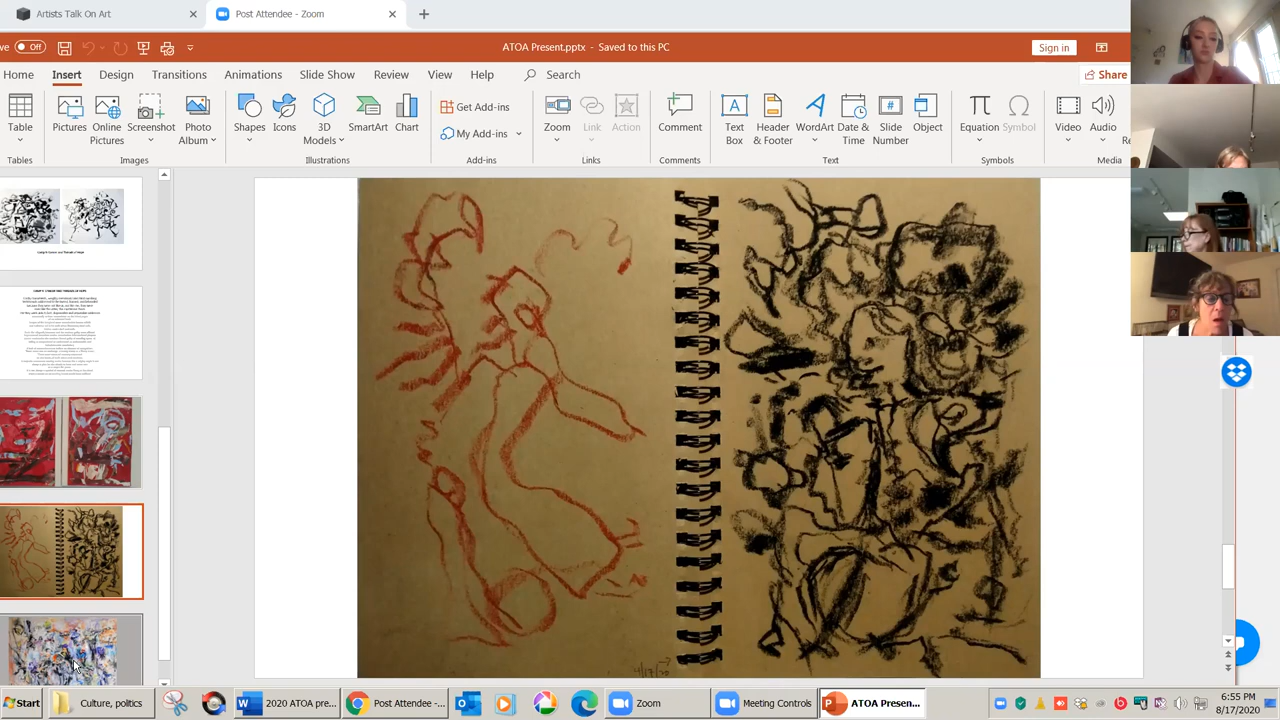 Artists Talk On Art
Post Attendee - Zoom
Off
ATOA Present.pptx - Saved to this PC
Sign in
Home Insert Design Transitions Animations Slide Show Review View Help Search Share
Table Pictures Online Pictures Screenshot Photo Album Shapes Icons 3D Models SmartArt Chart Get Add-ins My Add-ins Zoom Link Action Comment Text Box Header & Footer WordArt Date & Time Slide Number Object Equation Symbol Video Audio
Tables Images Illustrations Add-ins Links Comments Text Symbols Media
Start Culture, politics 2020 ATOA pre... Post Attendee -... Zoom Meeting Controls ATOA Presen...
6:55 PM
8/17/2020